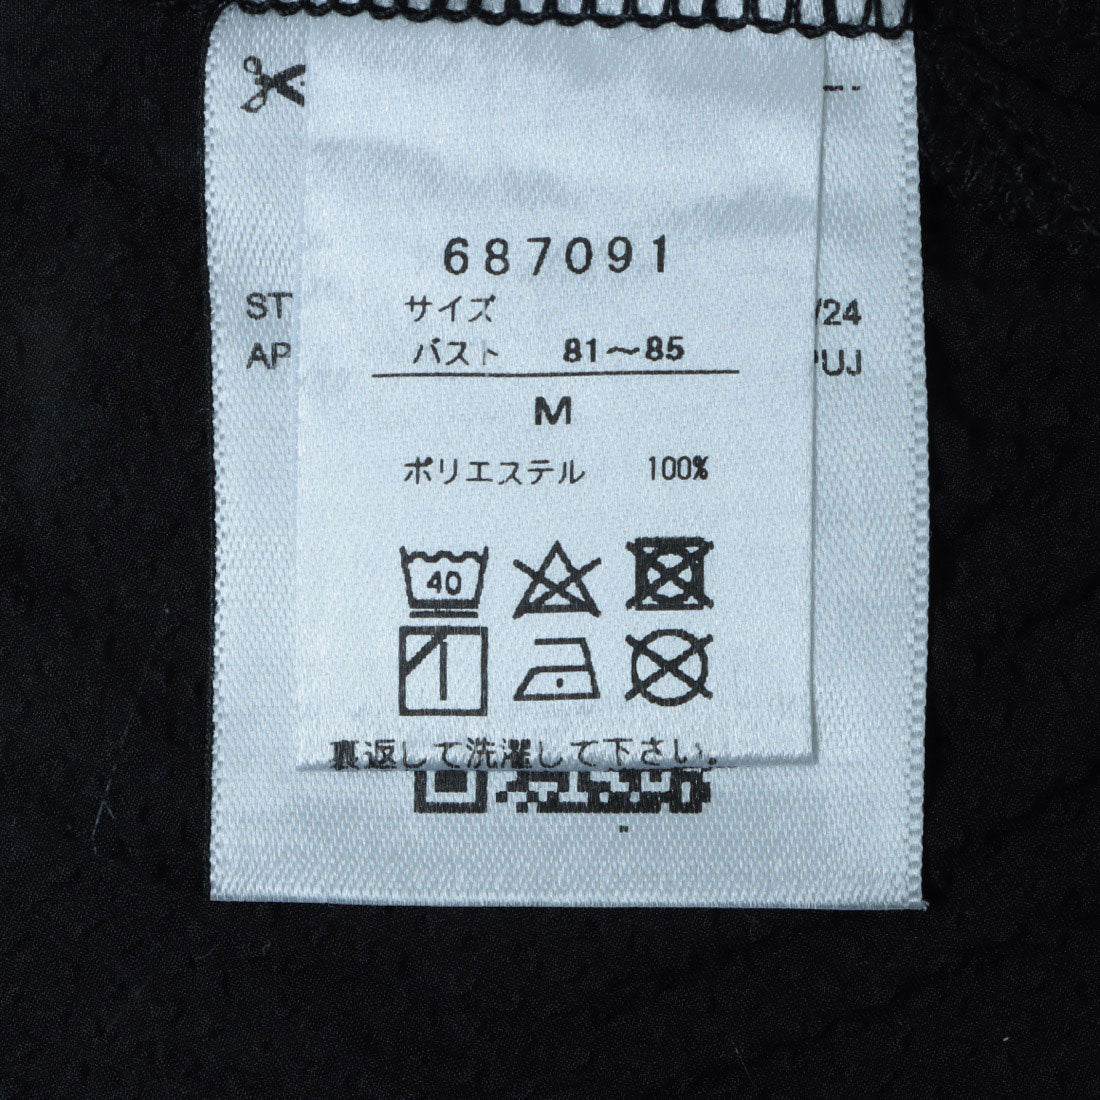 687091
サイズ
ST
/24
バスト 81～85
AP
PUJ
M
ポリエステル 100%
40
裏返して洗濯して下さい。